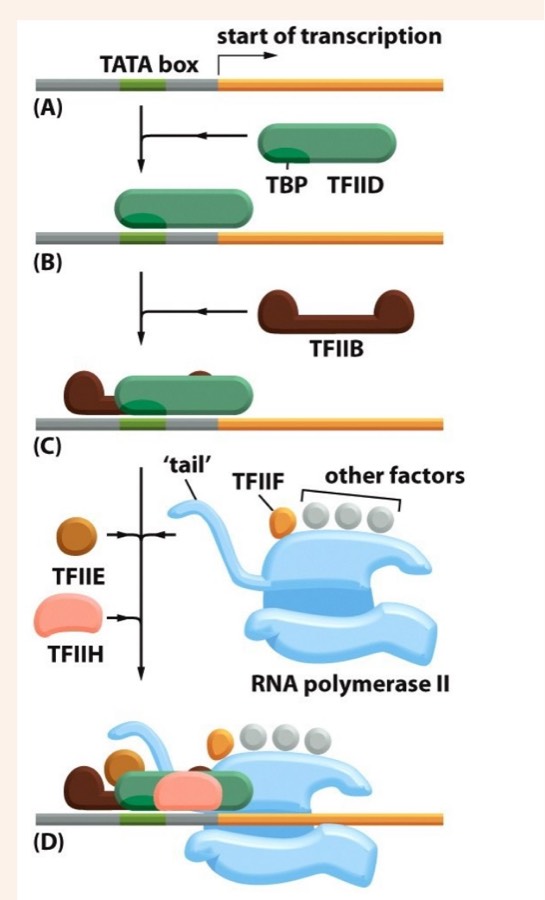 start of transcription
TATA box
(A)
TBP TFIID
(B)
TFIIB
(C)
‘tail’
TFIIF
other factors
TFIIE
TFIIH
RNA polymerase II
(D)